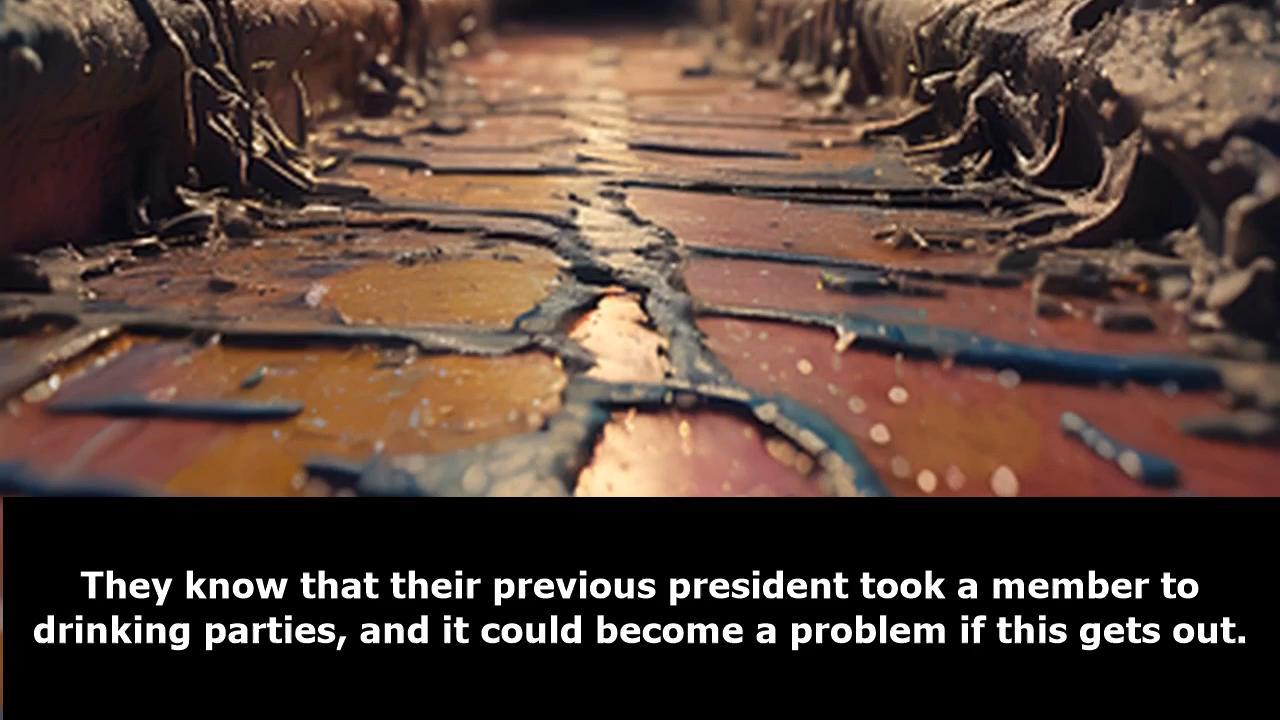 They know that their previous president took a member to
drinking parties, and it could become a problem if this gets out.